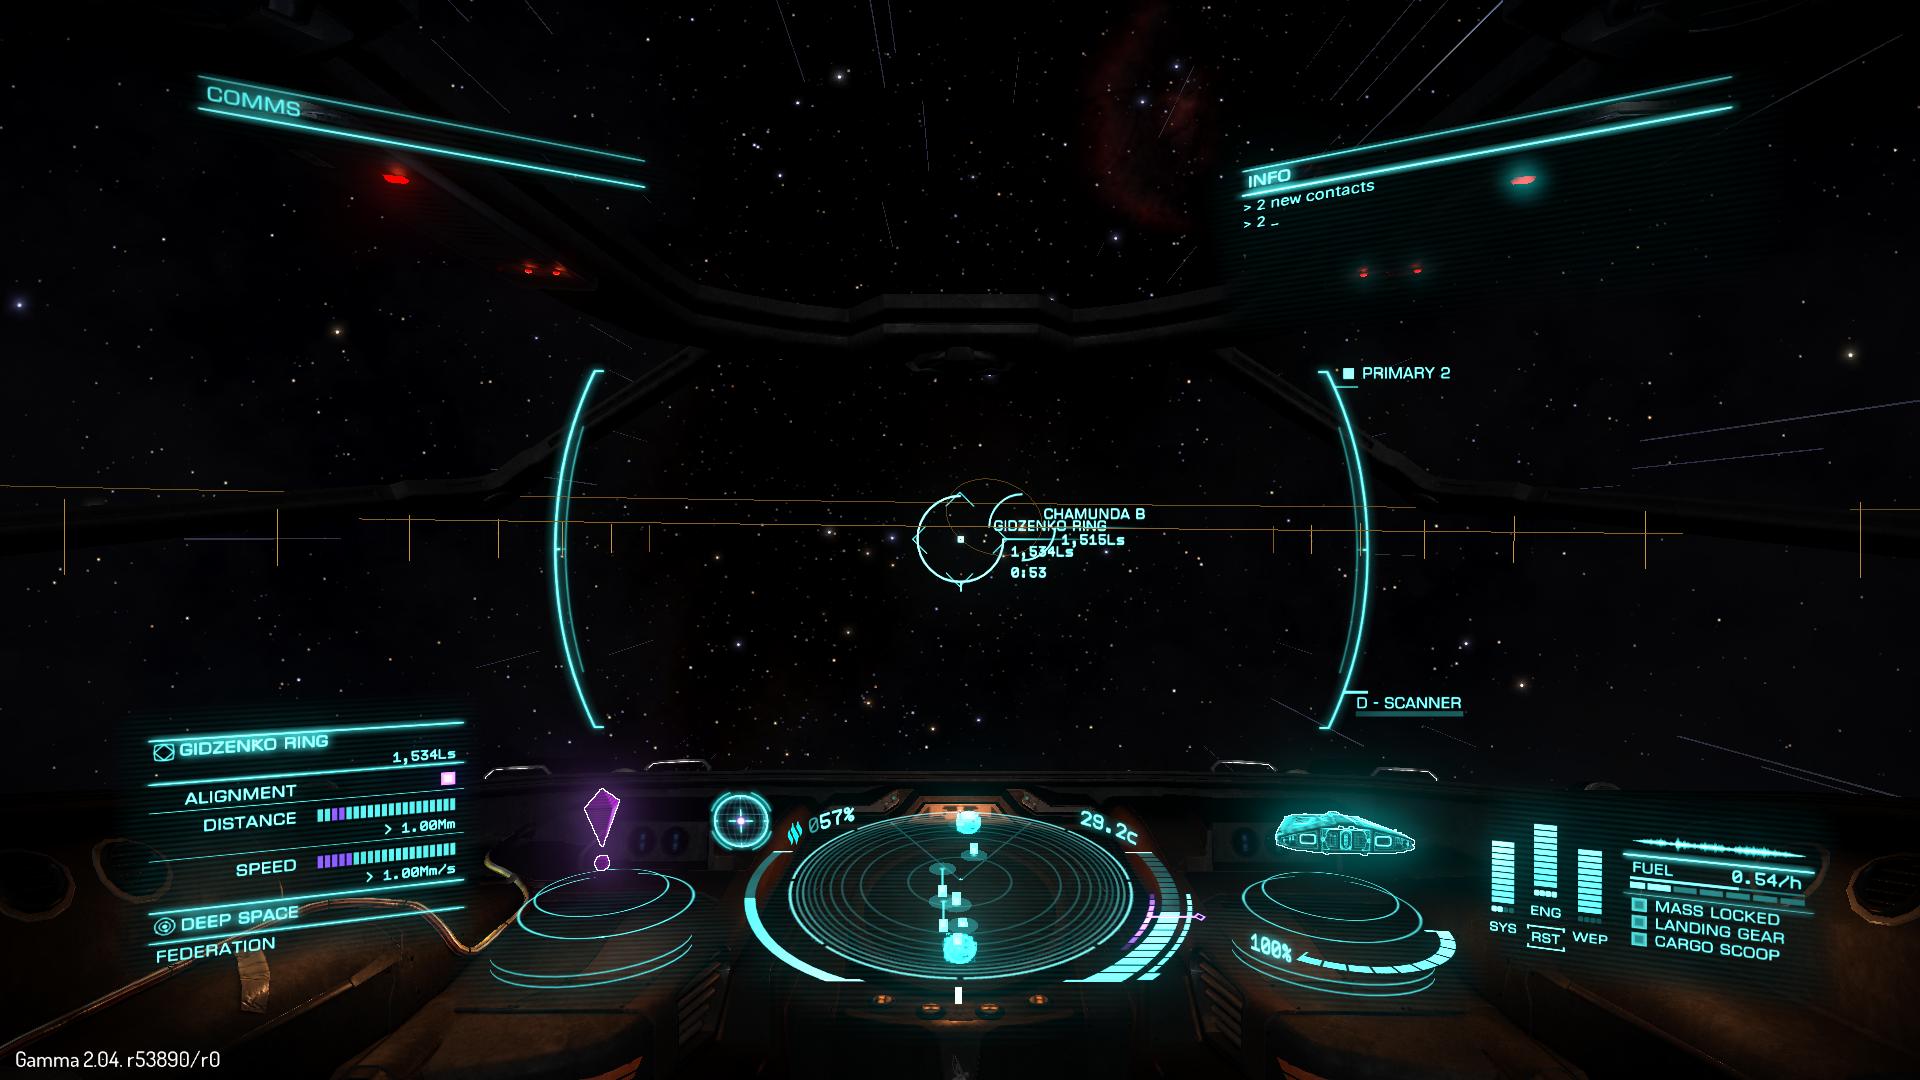 COMMS
INFO
> 2 new contacts
> 2 _
PRIMARY 2
CHAMUNDA B
GIDZENKO RING
1,515Ls
1,534Ls
0:53
D - SCANNER
GIDZENKO RING
1,534Ls
ALIGNMENT
DISTANCE
> 1.00Mm
SPEED
> 1.00Mm/s
DEEP SPACE
FEDERATION
057%
29.2c
100%
SYS
ENG
RST
WEP
FUEL
0.54/h
MASS LOCKED
LANDING GEAR
CARGO SCOOP
Gamma 2.04. r53890/r0